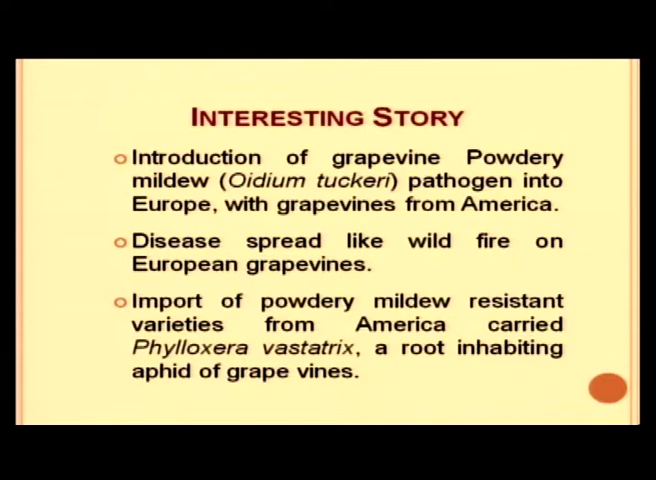 INTERESTING STORY
Introduction of grapevine Powdery
mildew (Oidium tuckeri) pathogen into
Europe, with grapevines from America.
Disease spread like wild fire on
European grapevines.
Import of powdery mildew resistant
varieties from America carried
Phylloxera vastatrix, a root inhabiting
aphid of grape vines.